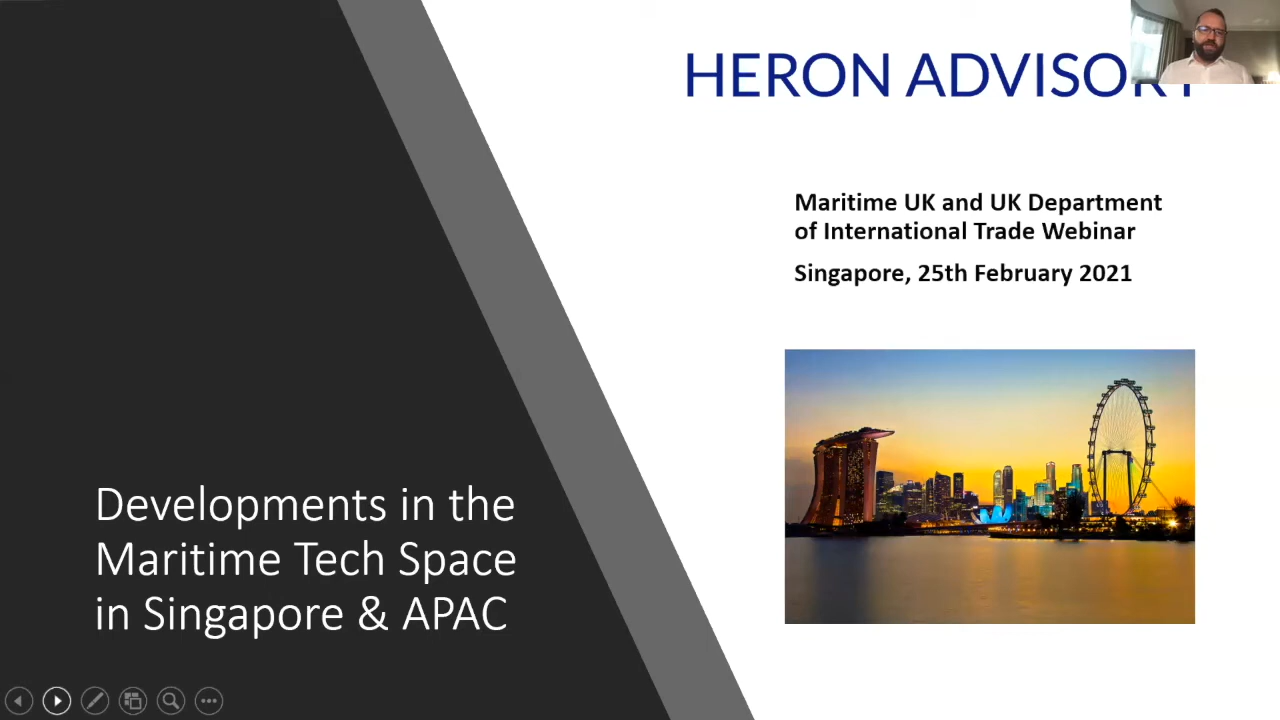 HERON ADVISORY
Maritime UK and UK Department
of International Trade Webinar
Singapore, 25th February 2021
Developments in the
Maritime Tech Space
in Singapore & APAC